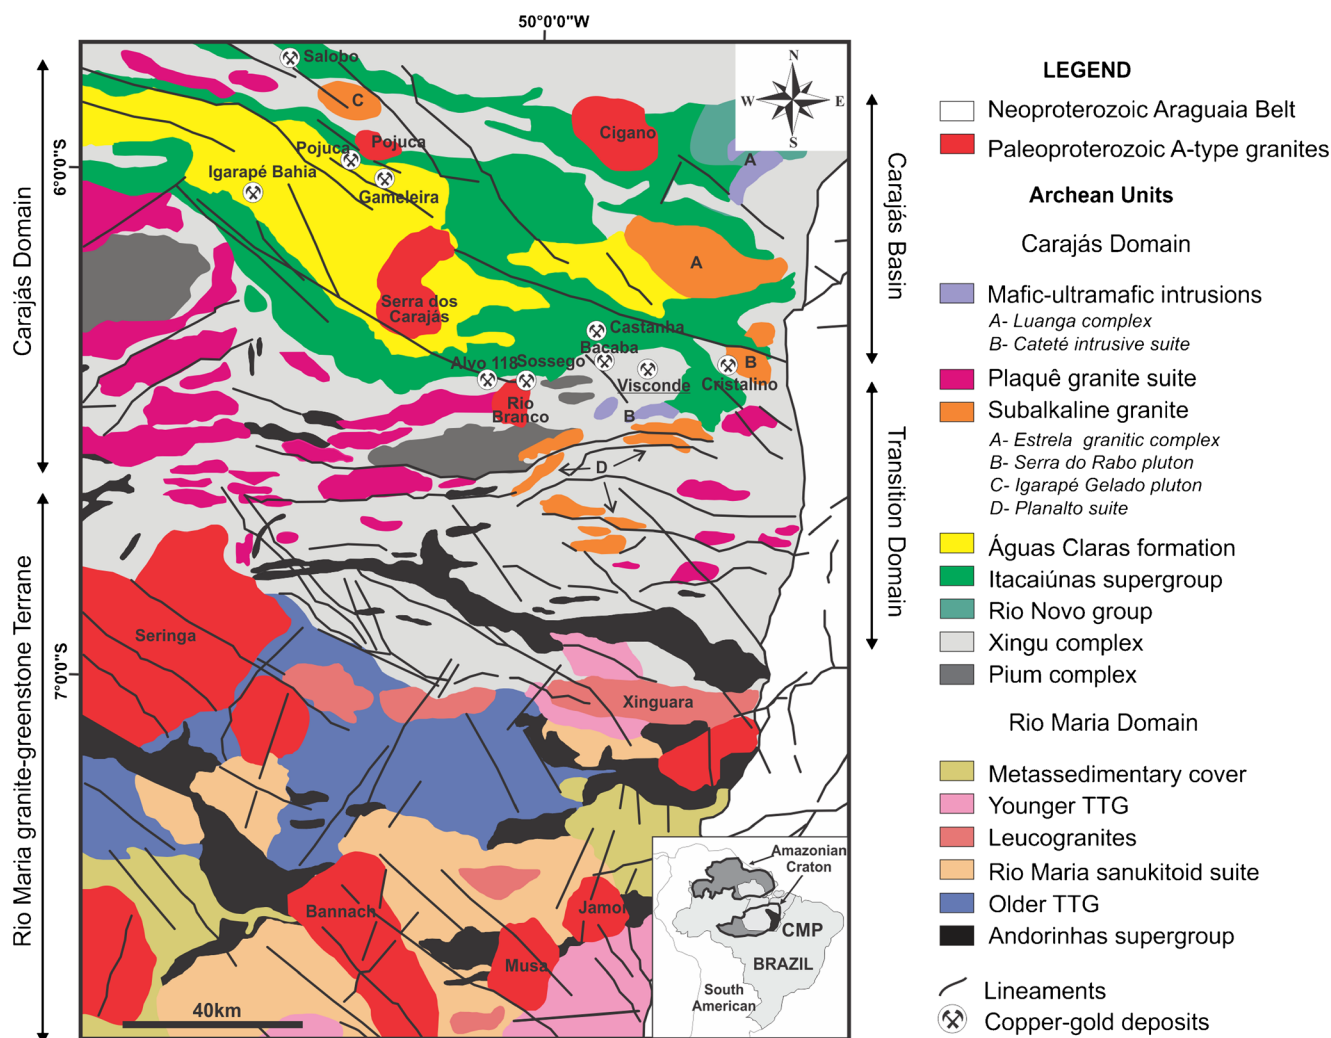 50°0'0"W
Salobo
C
Cigano
Pojuca
Pojuca
Igarapé Bahia
Gameleira
A
A
Serra dos
Carajás
Castanha
Bacaba
Alvo 118
Sossego
Visconde
B
Cristalino
Rio
Branco
B
D
Seringa
Xinguara
Bannach
Jamon
Musa
40km
N
W
E
S
6°0'0"S
7°0'0"S
Carajás Domain
Rio Maria granite-greenstone Terrane
Carajás Basin
Transition Domain
Amazonian
Craton
CMP
BRAZIL
South
American
LEGEND
Neoproterozoic Araguaia Belt
Paleoproterozoic A-type granites
Archean Units
Carajás Domain
Mafic-ultramafic intrusions
A- Luanga complex
B- Cateté intrusive suite
Plaquê granite suite
Subalkaline granite
A- Estrela granitic complex
B- Serra do Rabo pluton
C- Igarapé Gelado pluton
D- Planalto suite
Águas Claras formation
Itacaiúnas supergroup
Rio Novo group
Xingu complex
Pium complex
Rio Maria Domain
Metassedimentary cover
Younger TTG
Leucogranites
Rio Maria sanukitoid suite
Older TTG
Andorinhas supergroup
Lineaments
Copper-gold deposits